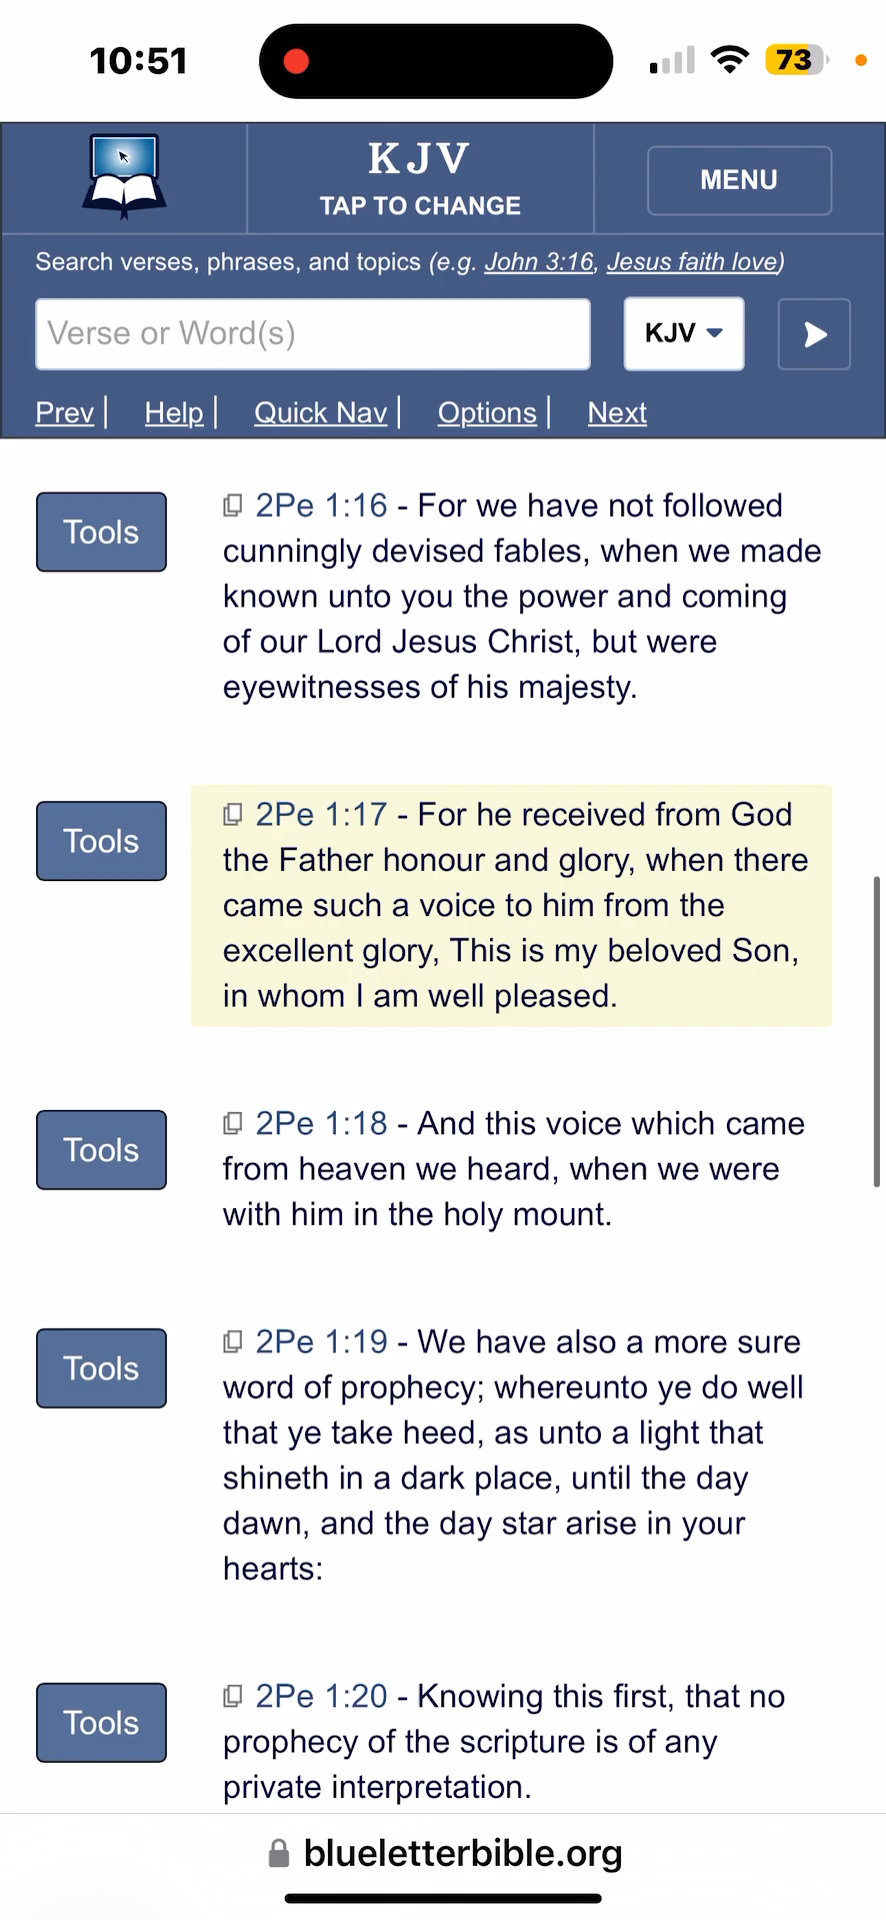 10:51
73
KJV
TAP TO CHANGE
MENU
Search verses, phrases, and topics (e.g. John 3:16, Jesus faith love)
Verse or Word(s)
KJV
Prev | Help | Quick Nav | Options | Next
Tools
2Pe 1:16 - For we have not followed
cunningly devised fables, when we made
known unto you the power and coming
of our Lord Jesus Christ, but were
eyewitnesses of his majesty.
Tools
2Pe 1:17 - For he received from God
the Father honour and glory, when there
came such a voice to him from the
excellent glory, This is my beloved Son,
in whom I am well pleased.
Tools
2Pe 1:18 - And this voice which came
from heaven we heard, when we were
with him in the holy mount.
Tools
2Pe 1:19 - We have also a more sure
word of prophecy; whereunto ye do well
that ye take heed, as unto a light that
shineth in a dark place, until the day
dawn, and the day star arise in your
hearts:
Tools
2Pe 1:20 - Knowing this first, that no
prophecy of the scripture is of any
private interpretation.
blueletterbible.org